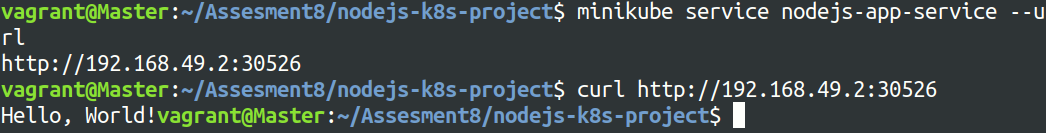 vagrant@Master:~/Assesment8/nodejs-k8s-project$ minikube service nodejs-app-service --u
rl
http://192.168.49.2:30526
vagrant@Master:~/Assesment8/nodejs-k8s-project$ curl http://192.168.49.2:30526
Hello, World!vagrant@Master:~/Assesment8/nodejs-k8s-project$